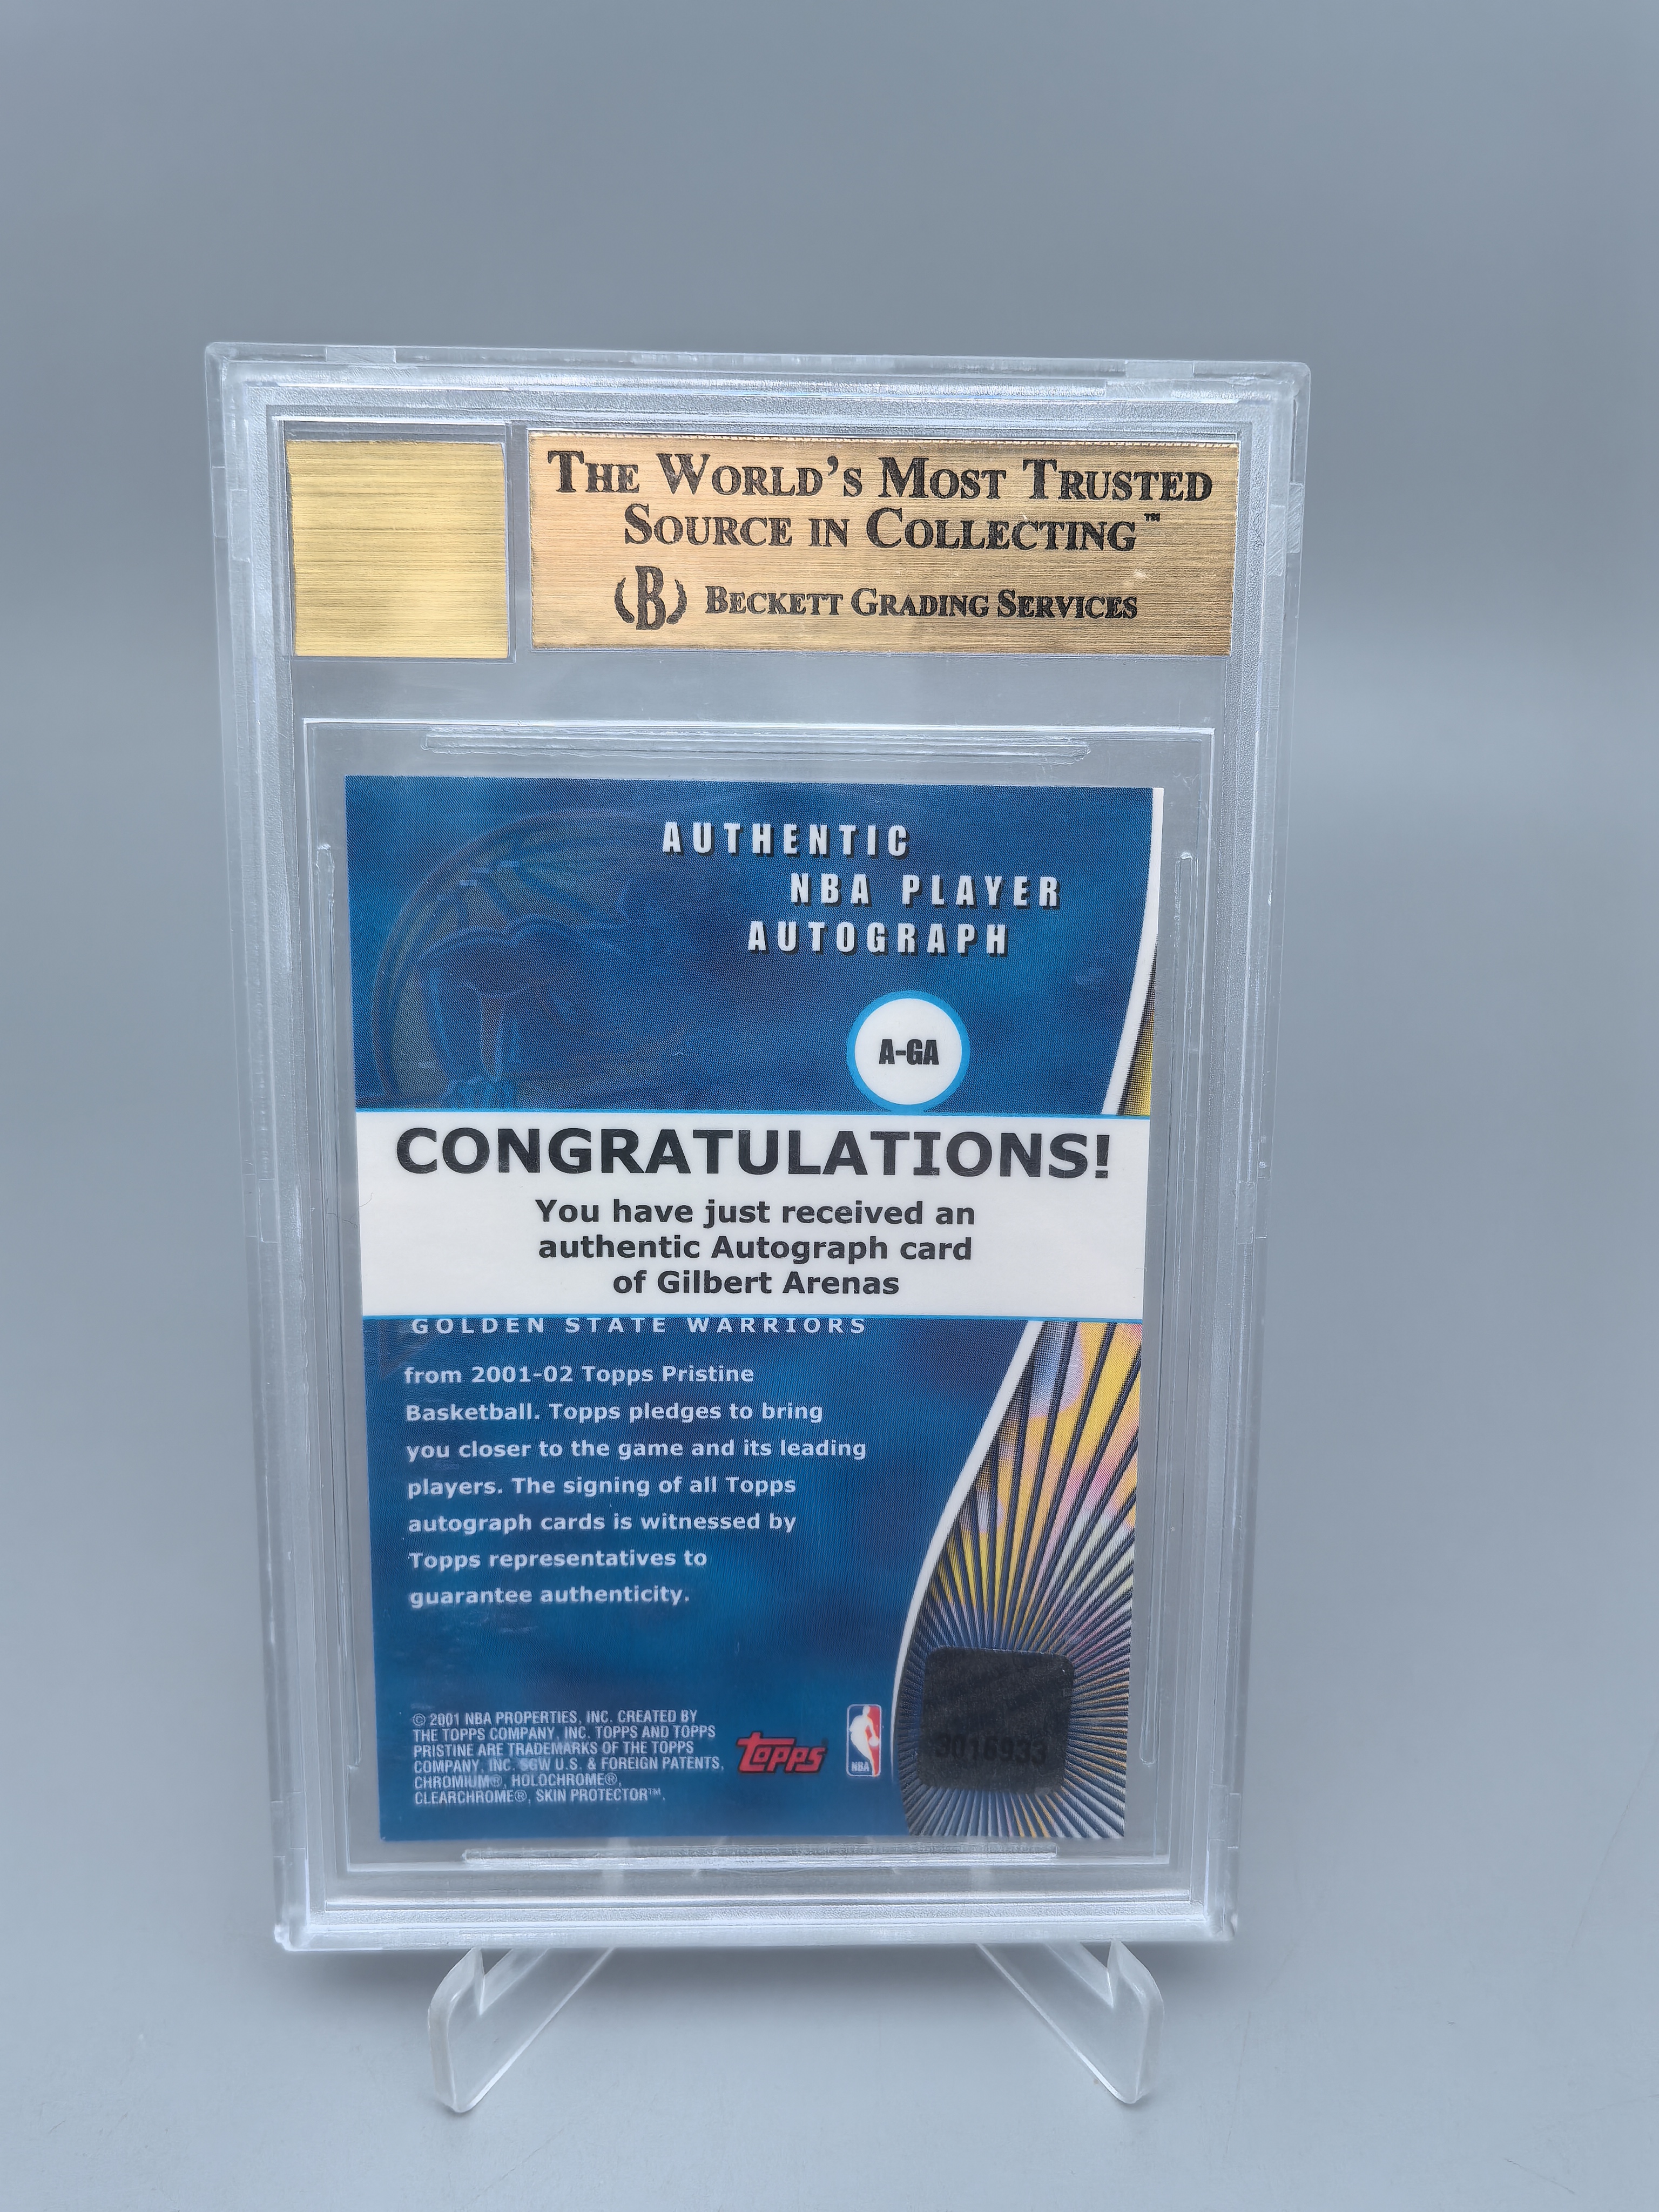 THE WORLD'S MOST TRUSTED
SOURCE IN COLLECTING™
B BECKETT GRADING SERVICES
AUTHENTIC
NBA PLAYER
AUTOGRAPH
A-GA
CONGRATULATIONS!
You have just received an
authentic Autograph card
of Gilbert Arenas
GOLDEN STATE WARRIORS
from 2001-02 Topps Pristine
Basketball. Topps pledges to bring
you closer to the game and its leading
players. The signing of all Topps
autograph cards is witnessed by
Topps representatives to
guarantee authenticity.
© 2001 NBA PROPERTIES, INC. CREATED BY
THE TOPPS COMPANY, INC. TOPPS AND TOPPS
PRISTINE ARE TRADEMARKS OF THE TOPPS
COMPANY, INC. SGW U.S. & FOREIGN PATENTS,
CHROMIUM®, HOLOCHROME®,
CLEARCHROME®, SKIN PROTECTOR™.
topps
NBA